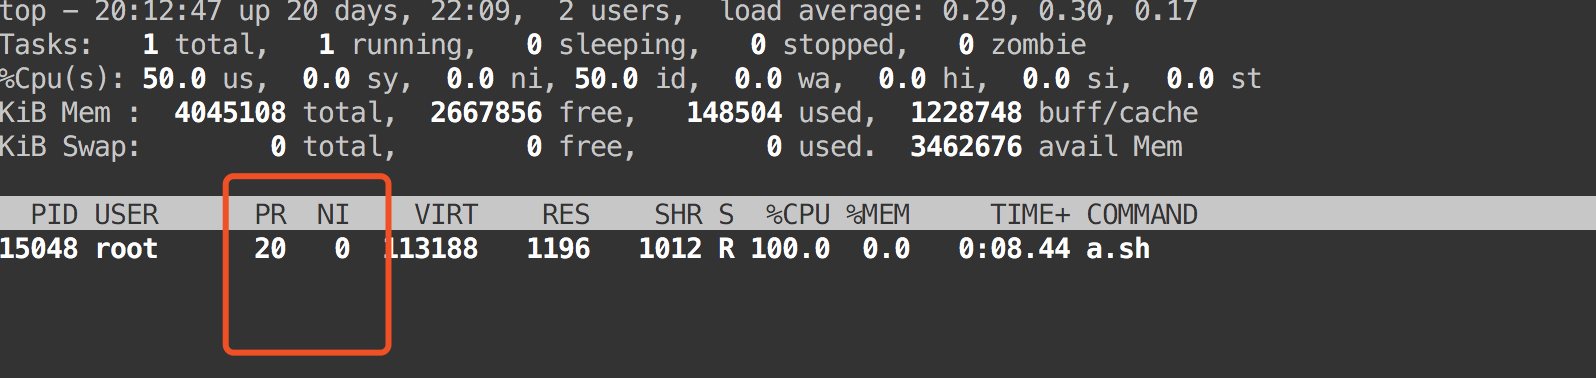 top - 20:12:47 up 20 days, 22:09,  2 users,  load average: 0.29, 0.30, 0.17
Tasks:   1 total,   1 running,   0 sleeping,   0 stopped,   0 zombie
%Cpu(s): 50.0 us,  0.0 sy,  0.0 ni, 50.0 id,  0.0 wa,  0.0 hi,  0.0 si,  0.0 st
KiB Mem :  4045108 total,  2667856 free,   148504 used,  1228748 buff/cache
KiB Swap:        0 total,        0 free,        0 used.  3462676 avail Mem
PID USER      PR  NI    VIRT    RES    SHR S  %CPU %MEM     TIME+ COMMAND
15048 root      20   0  113188   1196   1012 R 100.0  0.0   0:08.44 a.sh